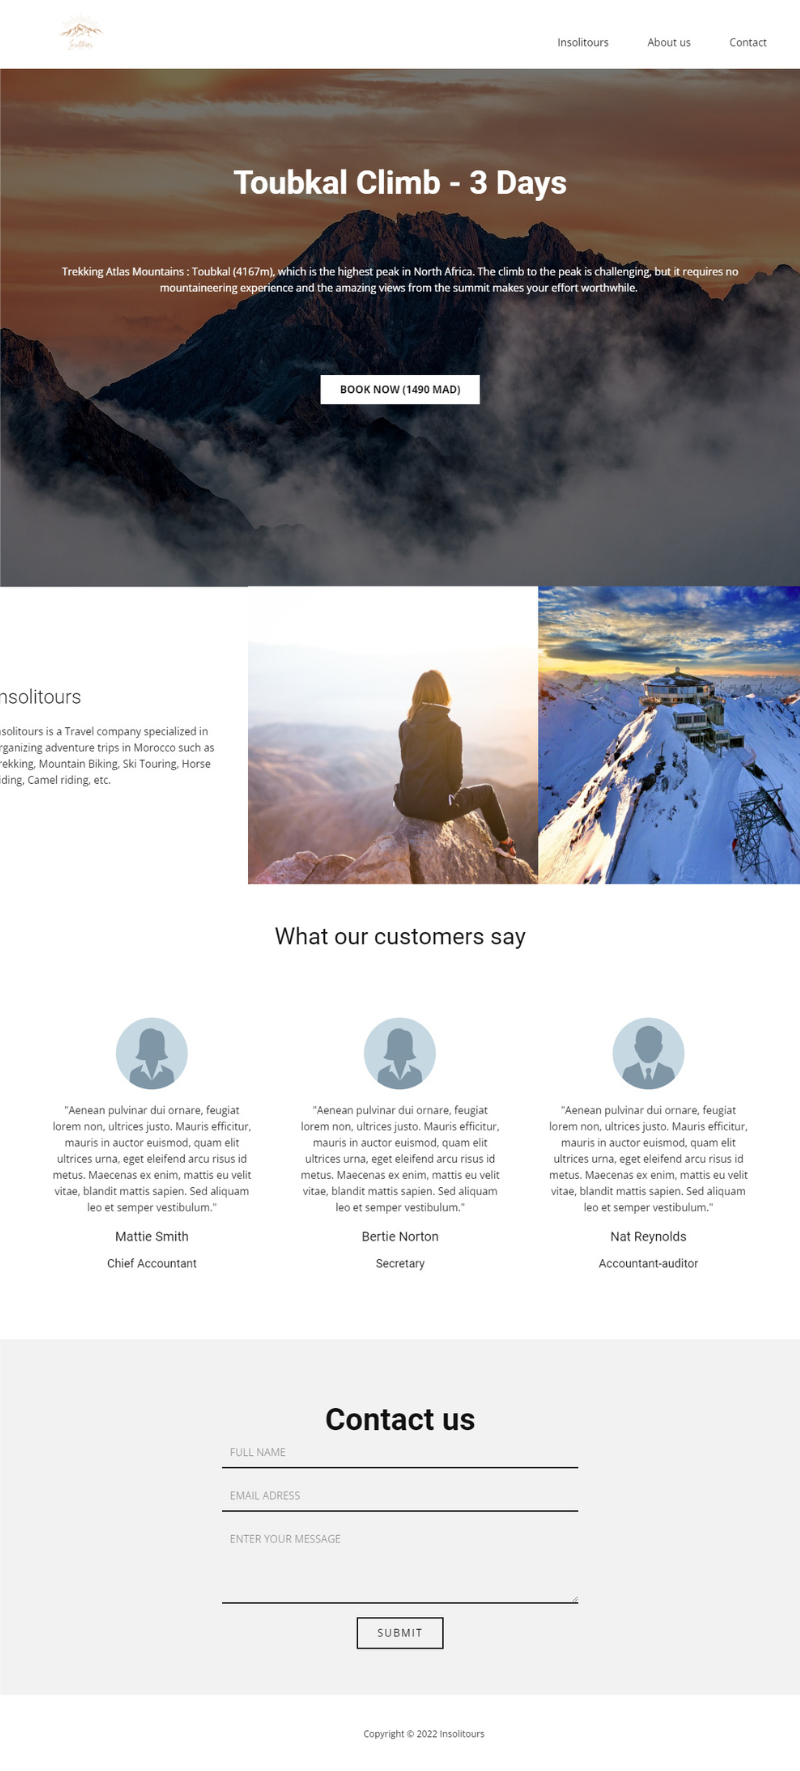 Insolitours
Insolitours About us Contact
Toubkal Climb - 3 Days
Trekking Atlas Mountains : Toubkal (4167m), which is the highest peak in North Africa. The climb to the peak is challenging, but it requires no
mountaineering experience and the amazing views from the summit makes your effort worthwhile.
BOOK NOW (1490 MAD)
nsolitours
solitours is a Travel company specialized in
rganizing adventure trips in Morocco such as
rekking, Mountain Biking, Ski Touring, Horse
iding, Camel riding, etc.
What our customers say
"Aenean pulvinar dui ornare, feugiat
lorem non, ultrices justo. Mauris efficitur,
mauris in auctor euismod, quam elit
ultrices urna, eget eleifend arcu risus id
metus. Maecenas ex enim, mattis eu velit
vitae, blandit mattis sapien. Sed aliquam
leo et semper vestibulum."
Mattie Smith
Chief Accountant
"Aenean pulvinar dui ornare, feugiat
lorem non, ultrices justo. Mauris efficitur,
mauris in auctor euismod, quam elit
ultrices urna, eget eleifend arcu risus id
metus. Maecenas ex enim, mattis eu velit
vitae, blandit mattis sapien. Sed aliquam
leo et semper vestibulum."
Bertie Norton
Secretary
"Aenean pulvinar dui ornare, feugiat
lorem non, ultrices justo. Mauris efficitur,
mauris in auctor euismod, quam elit
ultrices urna, eget eleifend arcu risus id
metus. Maecenas ex enim, mattis eu velit
vitae, blandit mattis sapien. Sed aliquam
leo et semper vestibulum."
Nat Reynolds
Accountant-auditor
Contact us
FULL NAME
EMAIL ADRESS
ENTER YOUR MESSAGE
SUBMIT
Copyright © 2022 Insolitours